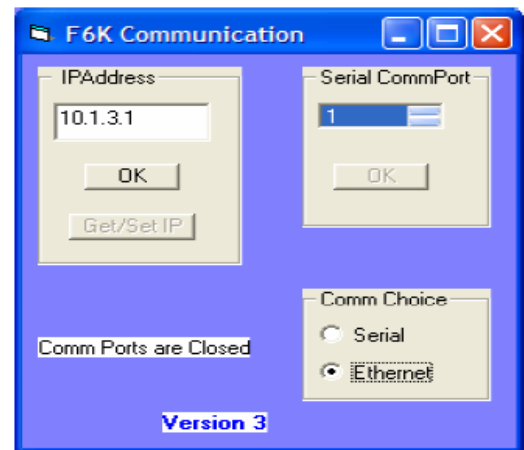 F6K Communication
IPAddress
10.1.3.1
OK
Get/Set IP
Serial CommPort
1
OK
Comm Ports are Closed
Comm Choice
Serial
Ethernet
Version 3